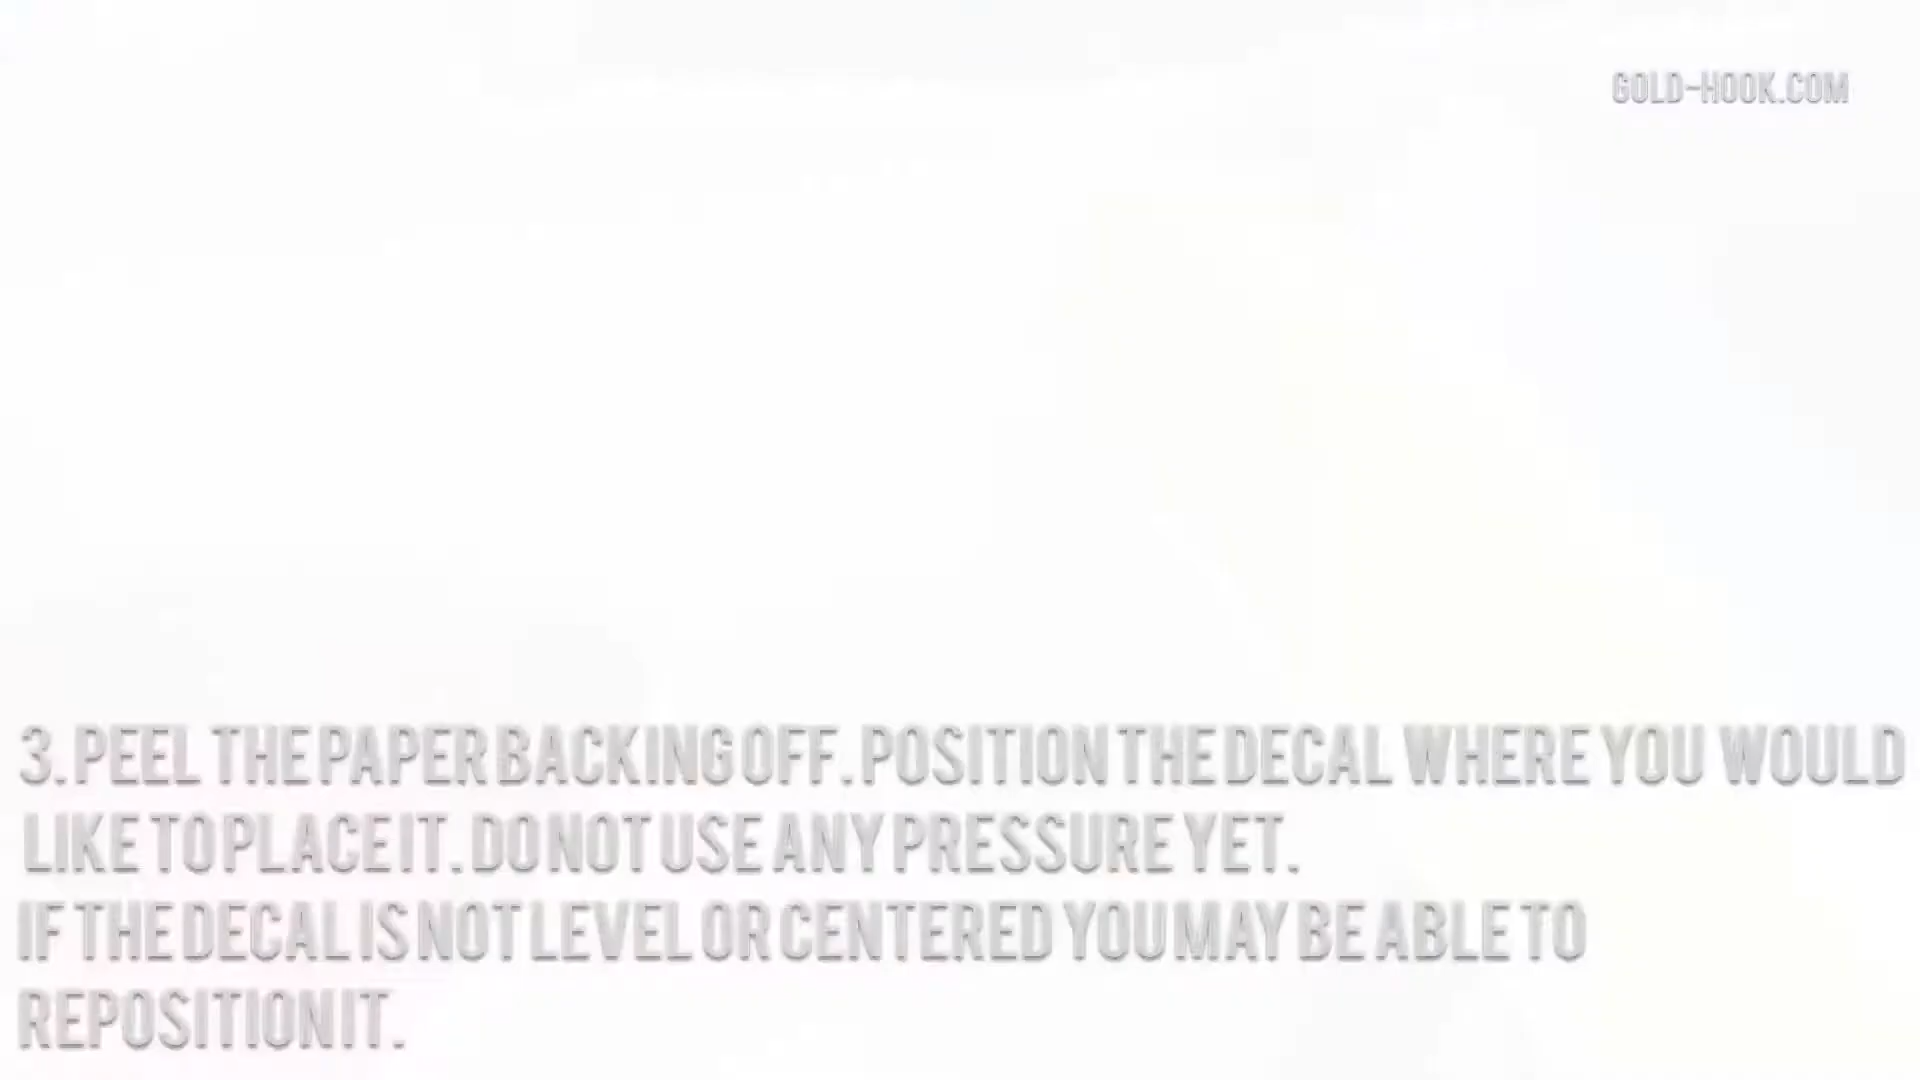 GOLD-HOOK.COM
3. PEEL THE PAPER BACKING OFF. POSITION THE DECAL WHERE YOU WOULD
LIKE TO PLACE IT. DO NOT USE ANY PRESSURE YET.
IF THE DECAL IS NOT LEVEL OR CENTERED YOU MAY BE ABLE TO
REPOSITION IT.